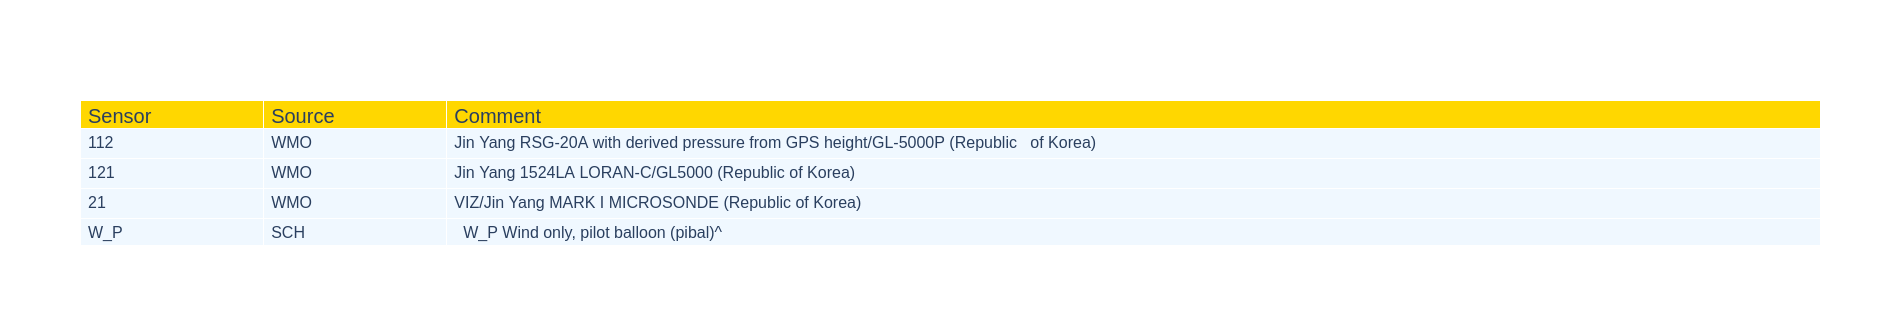 Sensor Source Comment
112 WMO Jin Yang RSG-20A with derived pressure from GPS height/GL-5000P (Republic   of Korea)
121 WMO Jin Yang 1524LA LORAN-C/GL5000 (Republic of Korea)
21 WMO VIZ/Jin Yang MARK I MICROSONDE (Republic of Korea)
W_P SCH W_P Wind only, pilot balloon (pibal)^